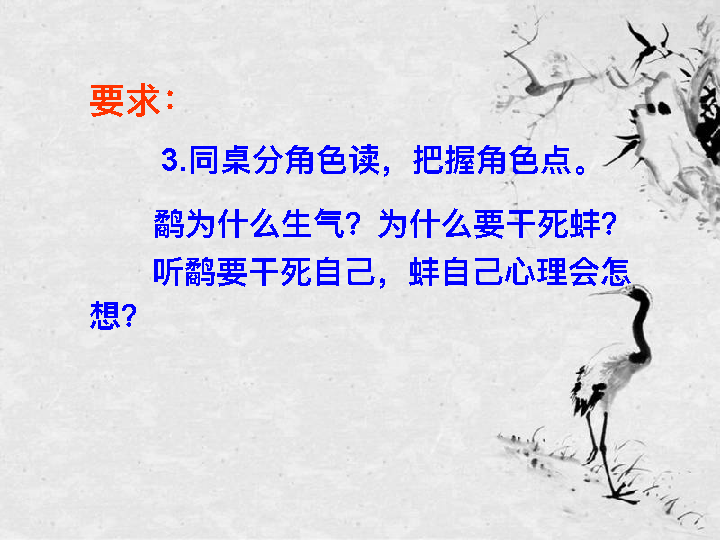 要求：
3.同桌分角色读，把握角色点。
鹬为什么生气？为什么要干死蚌？
听鹬要干死自己，蚌自己心理会怎
想？